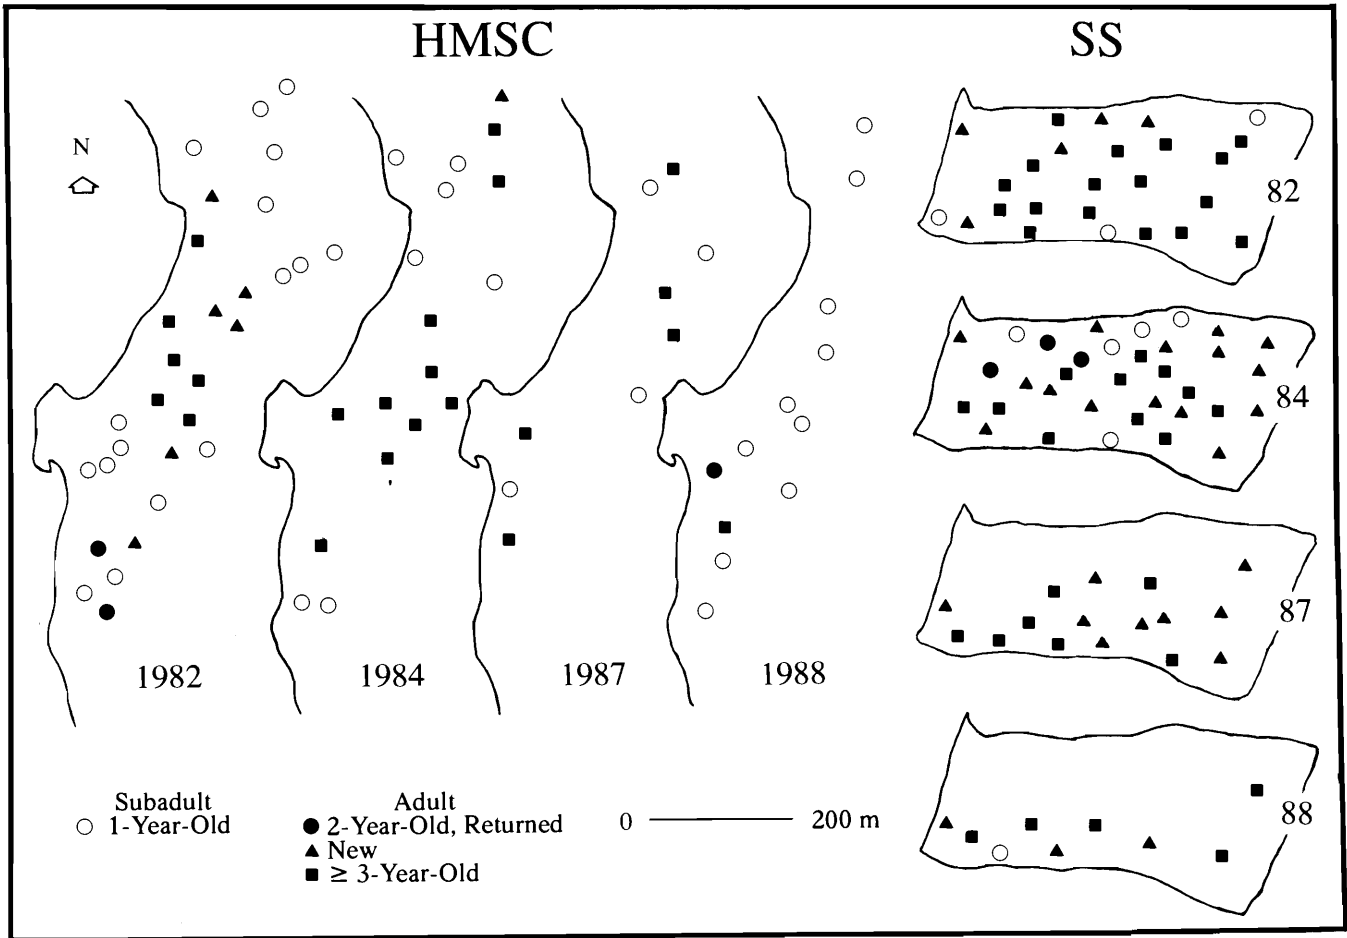 HMSC
SS
N
82
84
87
88
1982
1984
1987
1988
Subadult
1-Year-Old
Adult
2-Year-Old, Returned
New
≥ 3-Year-Old
0
200 m